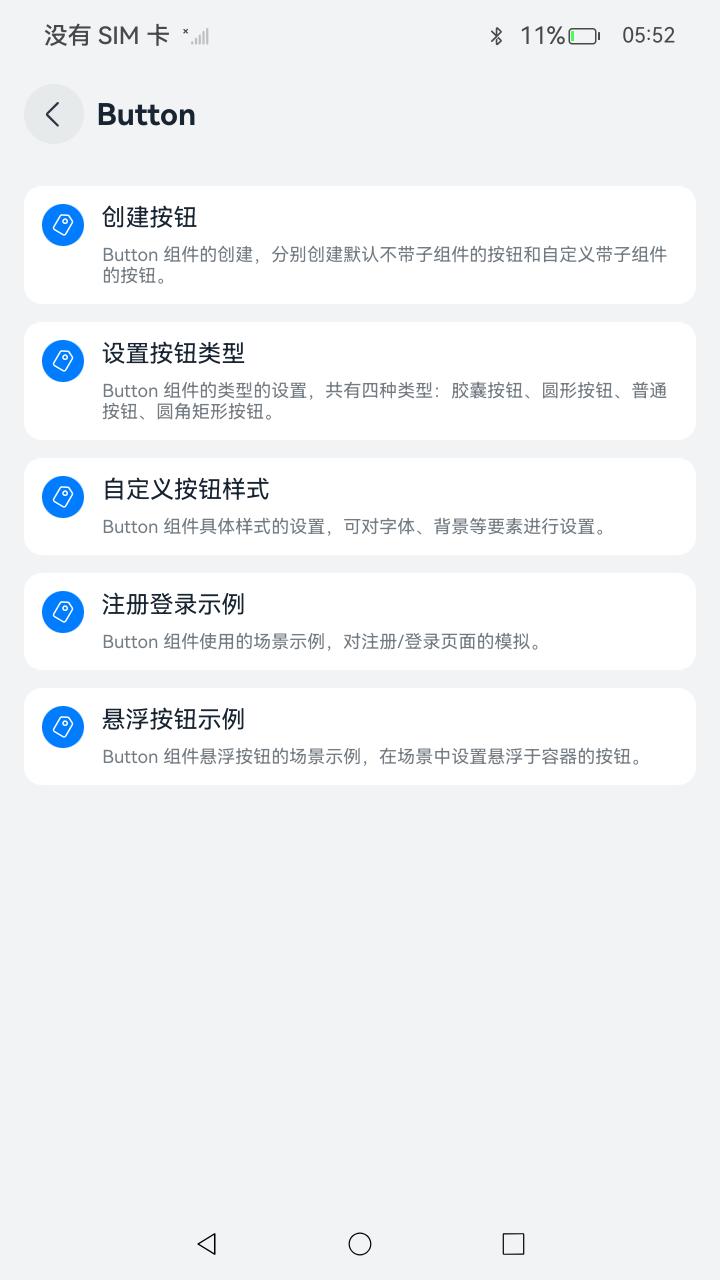 没有 SIM 卡 11% 05:52
Button
创建按钮
Button 组件的创建，分别创建默认不带子组件的按钮和自定义带子组件
的按钮。
设置按钮类型
Button 组件的类型的设置，共有四种类型：胶囊按钮、圆形按钮、普通
按钮、圆角矩形按钮。
自定义按钮样式
Button 组件具体样式的设置，可对字体、背景等要素进行设置。
注册登录示例
Button 组件使用的场景示例，对注册/登录页面的模拟。
悬浮按钮示例
Button 组件悬浮按钮的场景示例，在场景中设置悬浮于容器的按钮。